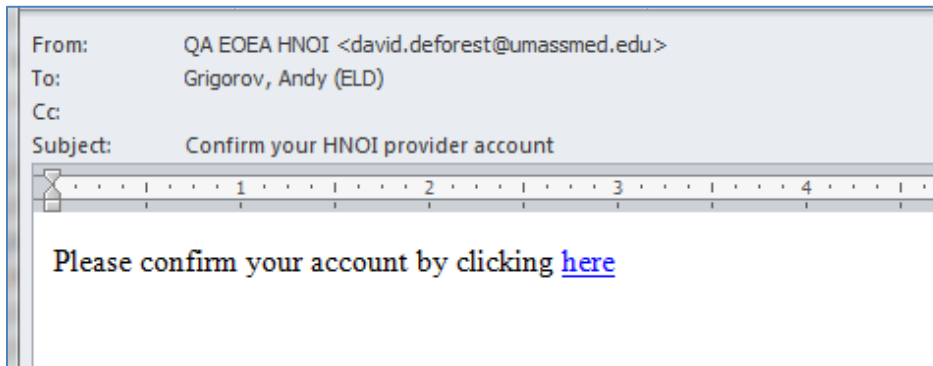 From: QA EOEA HNOI <david.deforest@umassmed.edu>
To: Grigorov, Andy (ELD)
Cc:
Subject: Confirm your HNOI provider account
1 2 3 4
Please confirm your account by clicking here